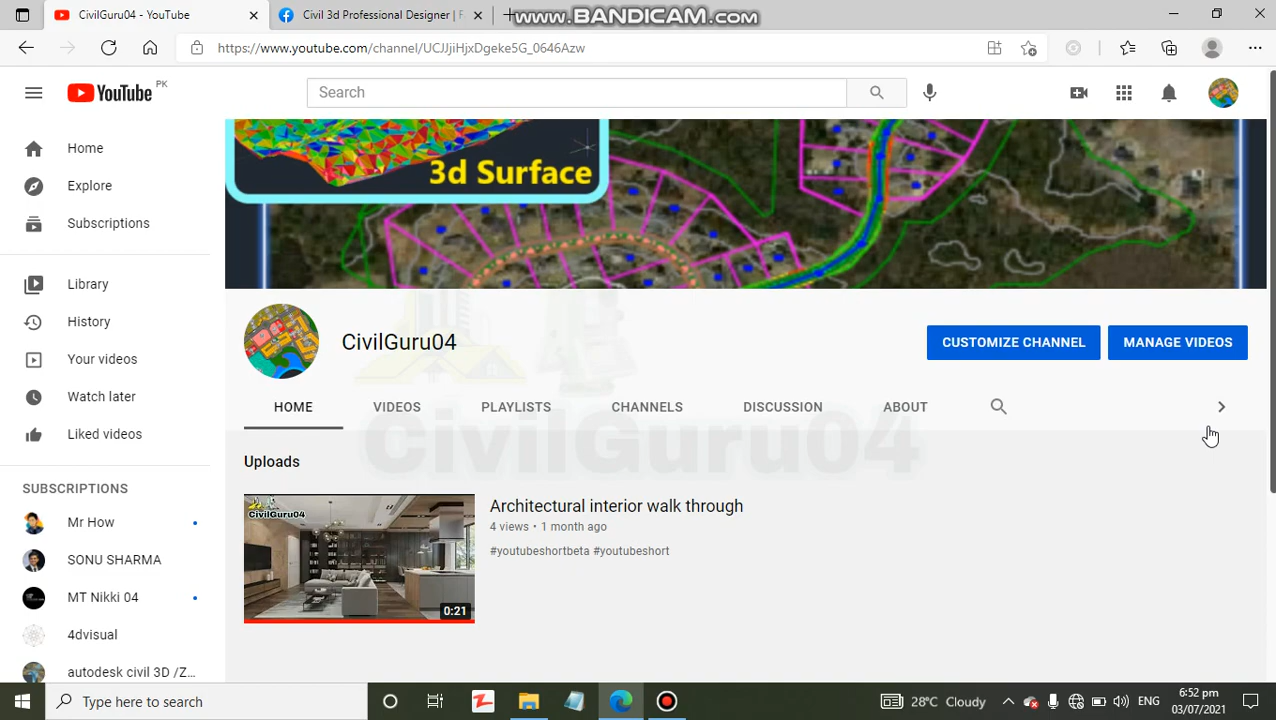 CivilGuru04 - YouTube
Civil 3d Professional Designer | F
www.BANDICAM.com
https://www.youtube.com/channel/UCJJjiHjxDgeke5G_0646Azw
YouTube PK
Search
Home
Explore
Subscriptions
Library
History
Your videos
Watch later
Liked videos
SUBSCRIPTIONS
Mr How
SONU SHARMA
MT Nikki 04
4dvisual
autodesk civil 3D /Z...
3d Surface
CivilGuru04
CUSTOMIZE CHANNEL
MANAGE VIDEOS
HOME VIDEOS PLAYLISTS CHANNELS DISCUSSION ABOUT
CivilGuru04
Uploads
CivilGuru04
0:21
Architectural interior walk through
4 views • 1 month ago
#youtubeshortbeta #youtubeshort
Type here to search
28°C Cloudy
ENG
6:52 pm
03/07/2021